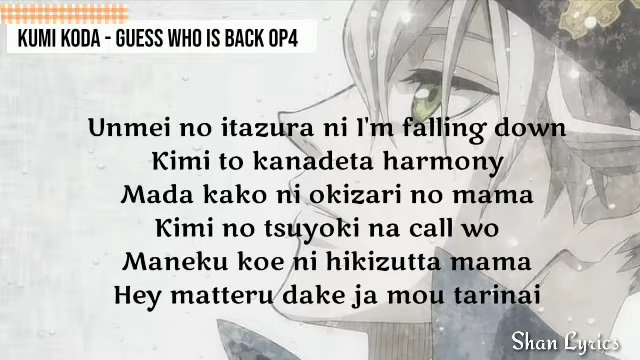 KUMI KODA - GUESS WHO IS BACK OP4
Unmei no itazura ni I'm falling down
Kimi to kanadeta harmony
Mada kako ni okizari no mama
Kimi no tsuyoki na call wo
Maneku koe ni hikizutta mama
Hey matteru dake ja mou tarinai
Shan Lyrics